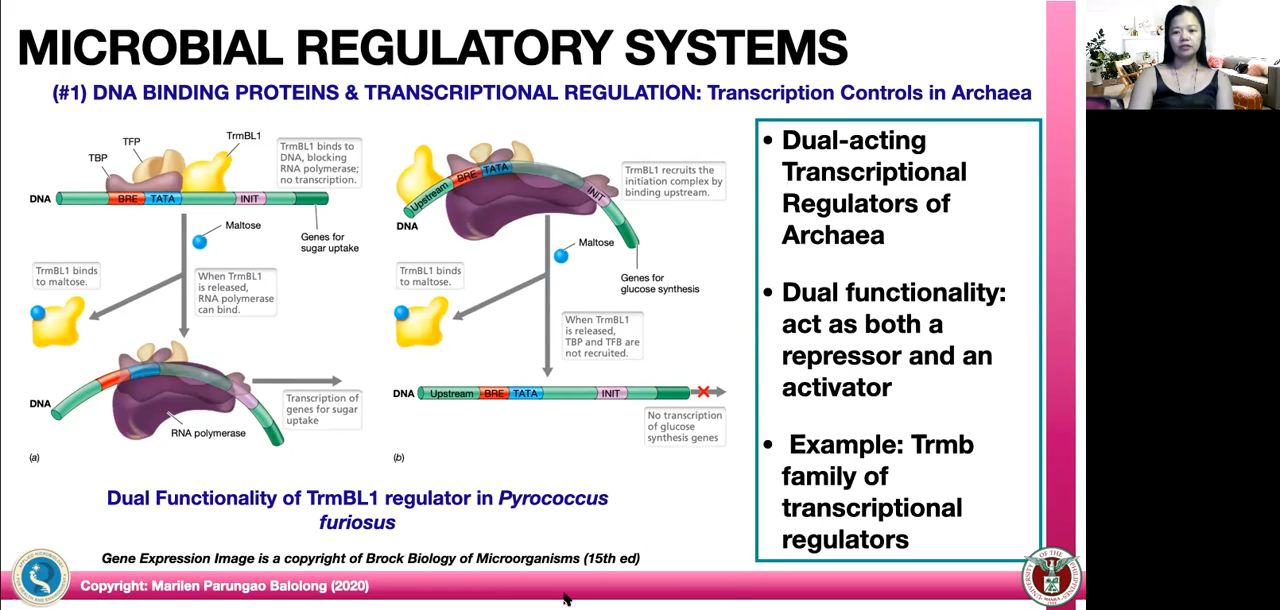 MICROBIAL REGULATORY SYSTEMS
(#1) DNA BINDING PROTEINS & TRANSCRIPTIONAL REGULATION: Transcription Controls in Archaea
TBP
TFP
TrmBL1
TrmBL1 binds to
DNA, blocking
RNA polymerase;
no transcription.
DNA
BRE
TATA
INIT
Maltose
Genes for
sugar uptake
TrmBL1 binds
to maltose.
When TrmBL1
is released,
RNA polymerase
can bind.
DNA
RNA polymerase
Transcription of
genes for sugar
uptake
(a)
Upstream
BRE
TATA
INIT
TrmBL1 recruits the
initiation complex by
binding upstream.
DNA
Maltose
Genes for
glucose synthesis
TrmBL1 binds
to maltose.
When TrmBL1
is released,
TBP and TFB are
not recruited.
DNA
Upstream
BRE
TATA
INIT
No transcription
of glucose
synthesis genes
(b)
Dual Functionality of TrmBL1 regulator in Pyrococcus
furiosus
Gene Expression Image is a copyright of Brock Biology of Microorganisms (15th ed)
• Dual-acting
Transcriptional
Regulators of
Archaea
• Dual functionality:
act as both a
repressor and an
activator
• Example: Trmb
family of
transcriptional
regulators
Copyright: Marilen Parungao Balolong (2020)